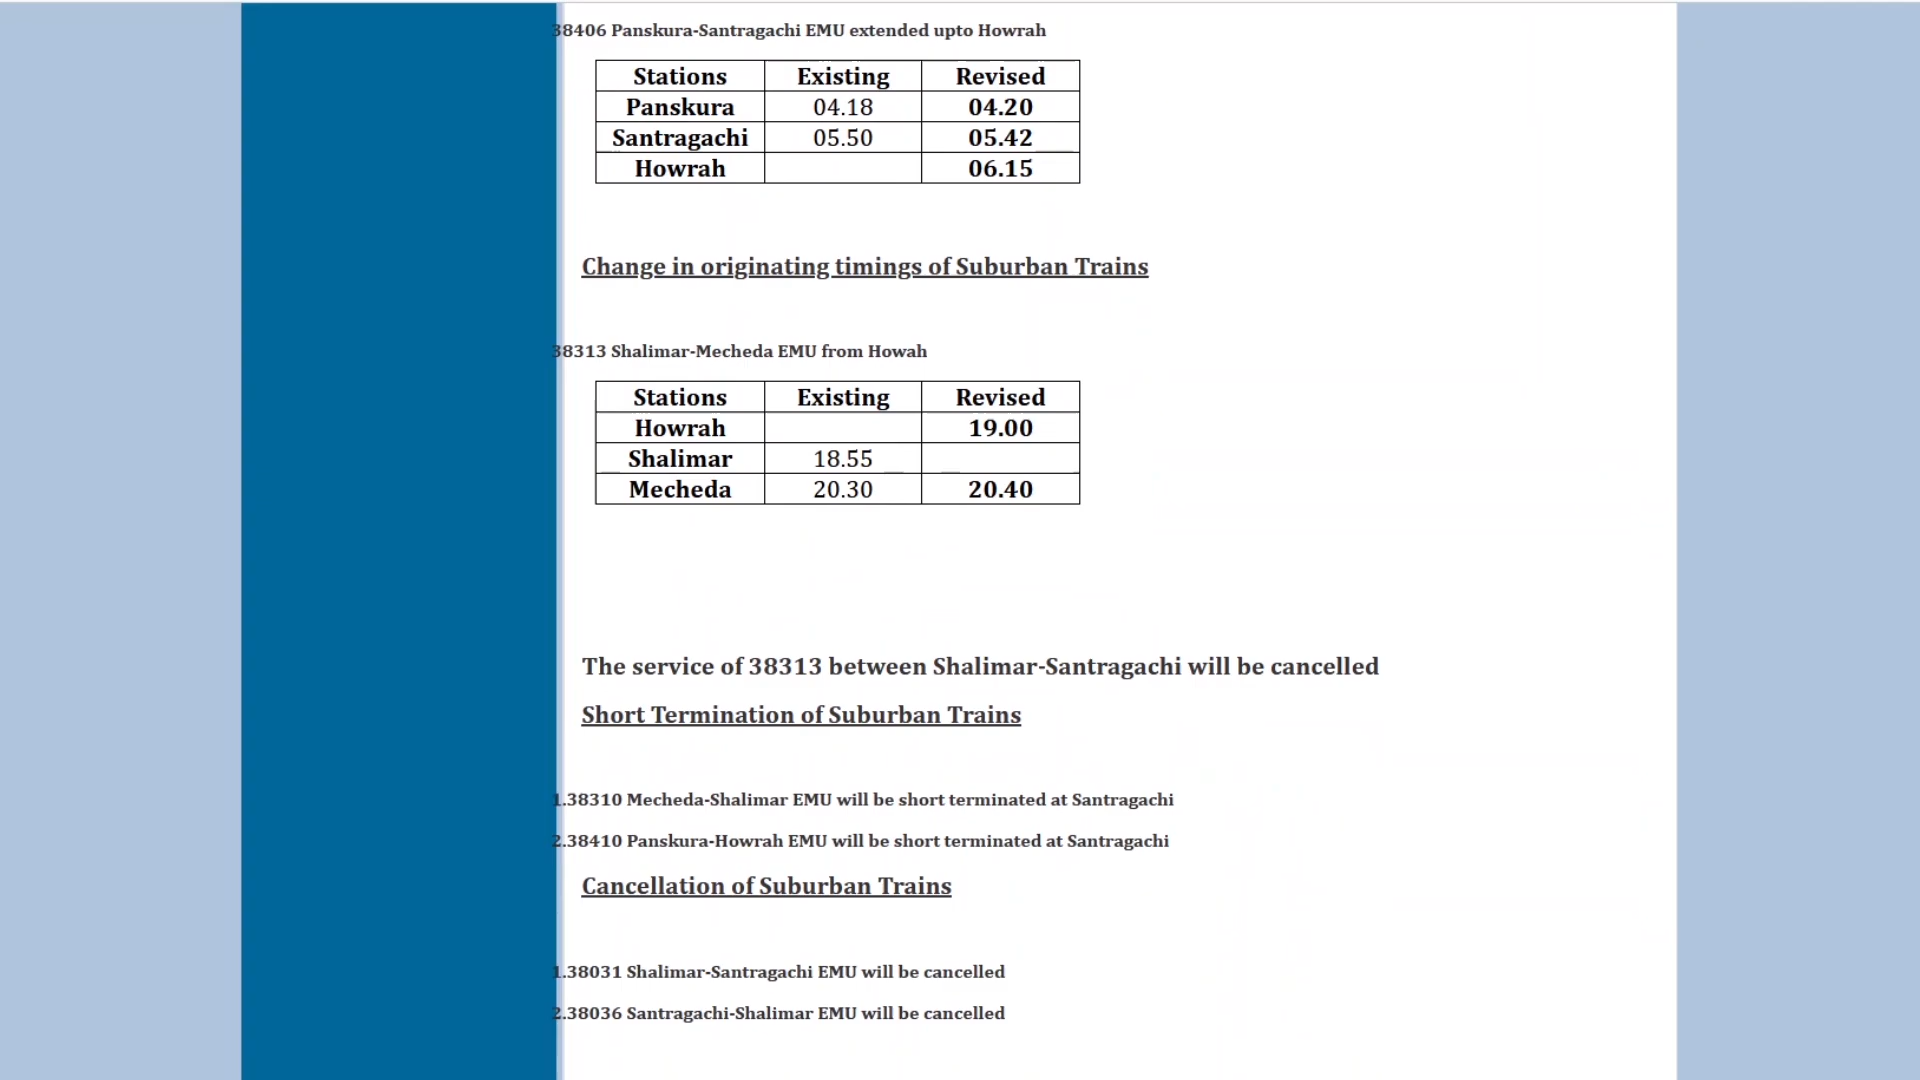 38406 Panskura-Santragachi EMU extended upto Howrah
Stations Existing Revised
Panskura 04.18 04.20
Santragachi 05.50 05.42
Howrah 06.15
Change in originating timings of Suburban Trains
38313 Shalimar-Mecheda EMU from Howah
Stations Existing Revised
Howrah 19.00
Shalimar 18.55
Mecheda 20.30 20.40
The service of 38313 between Shalimar-Santragachi will be cancelled
Short Termination of Suburban Trains
1.38310 Mecheda-Shalimar EMU will be short terminated at Santragachi
2.38410 Panskura-Howrah EMU will be short terminated at Santragachi
Cancellation of Suburban Trains
1.38031 Shalimar-Santragachi EMU will be cancelled
2.38036 Santragachi-Shalimar EMU will be cancelled